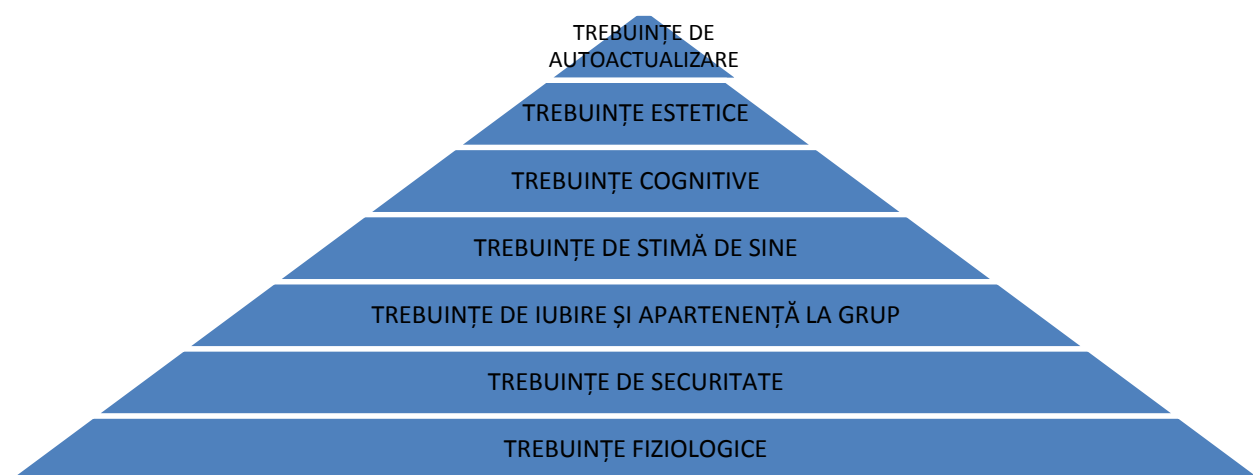 TREBUINȚE DE
AUTOACTUALIZARE
TREBUINȚE ESTETICE
TREBUINȚE COGNITIVE
TREBUINȚE DE STIMĂ DE SINE
TREBUINȚE DE IUBIRE ȘI APARTENENȚĂ LA GRUP
TREBUINȚE DE SECURITATE
TREBUINȚE FIZIOLOGICE